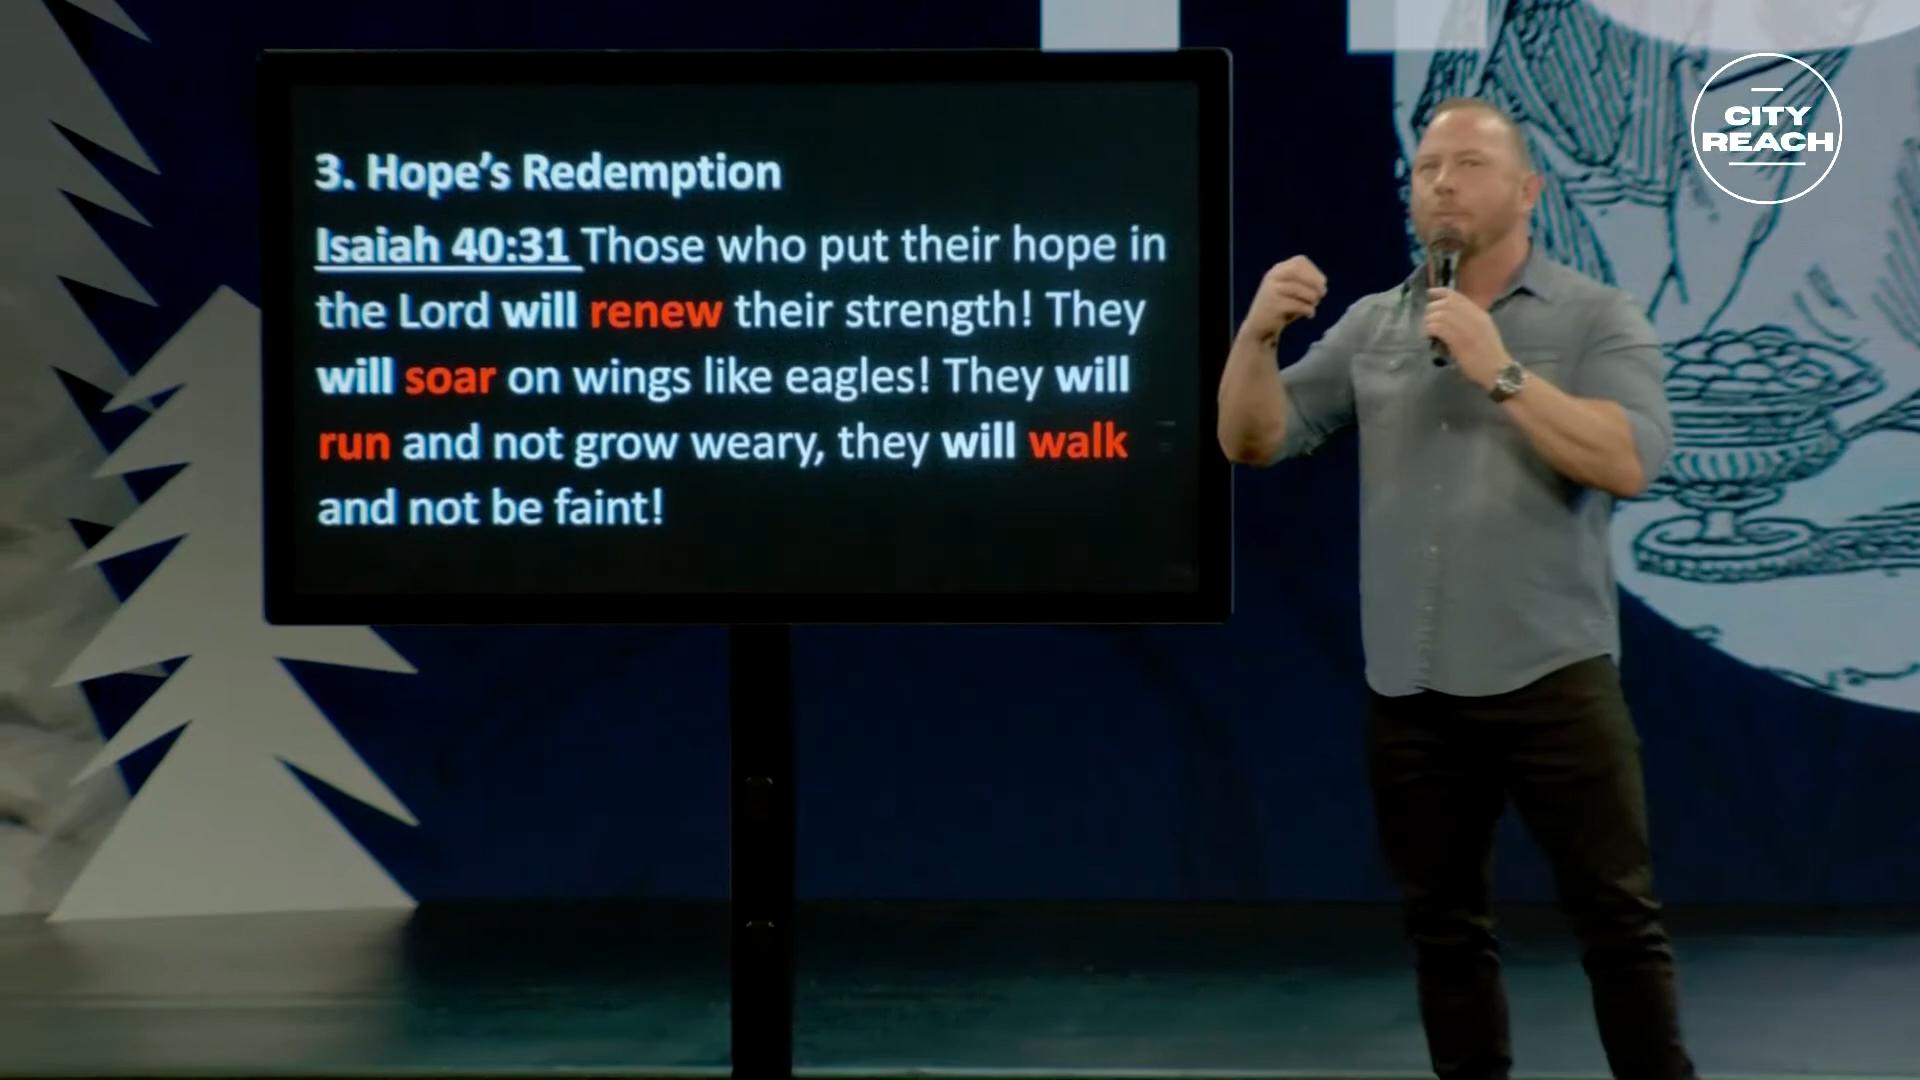 3. Hope's Redemption
Isaiah 40:31 Those who put their hope in
the Lord will renew their strength! They
will soar on wings like eagles! They will
run and not grow weary, they will walk
and not be faint!
CITY
REACH